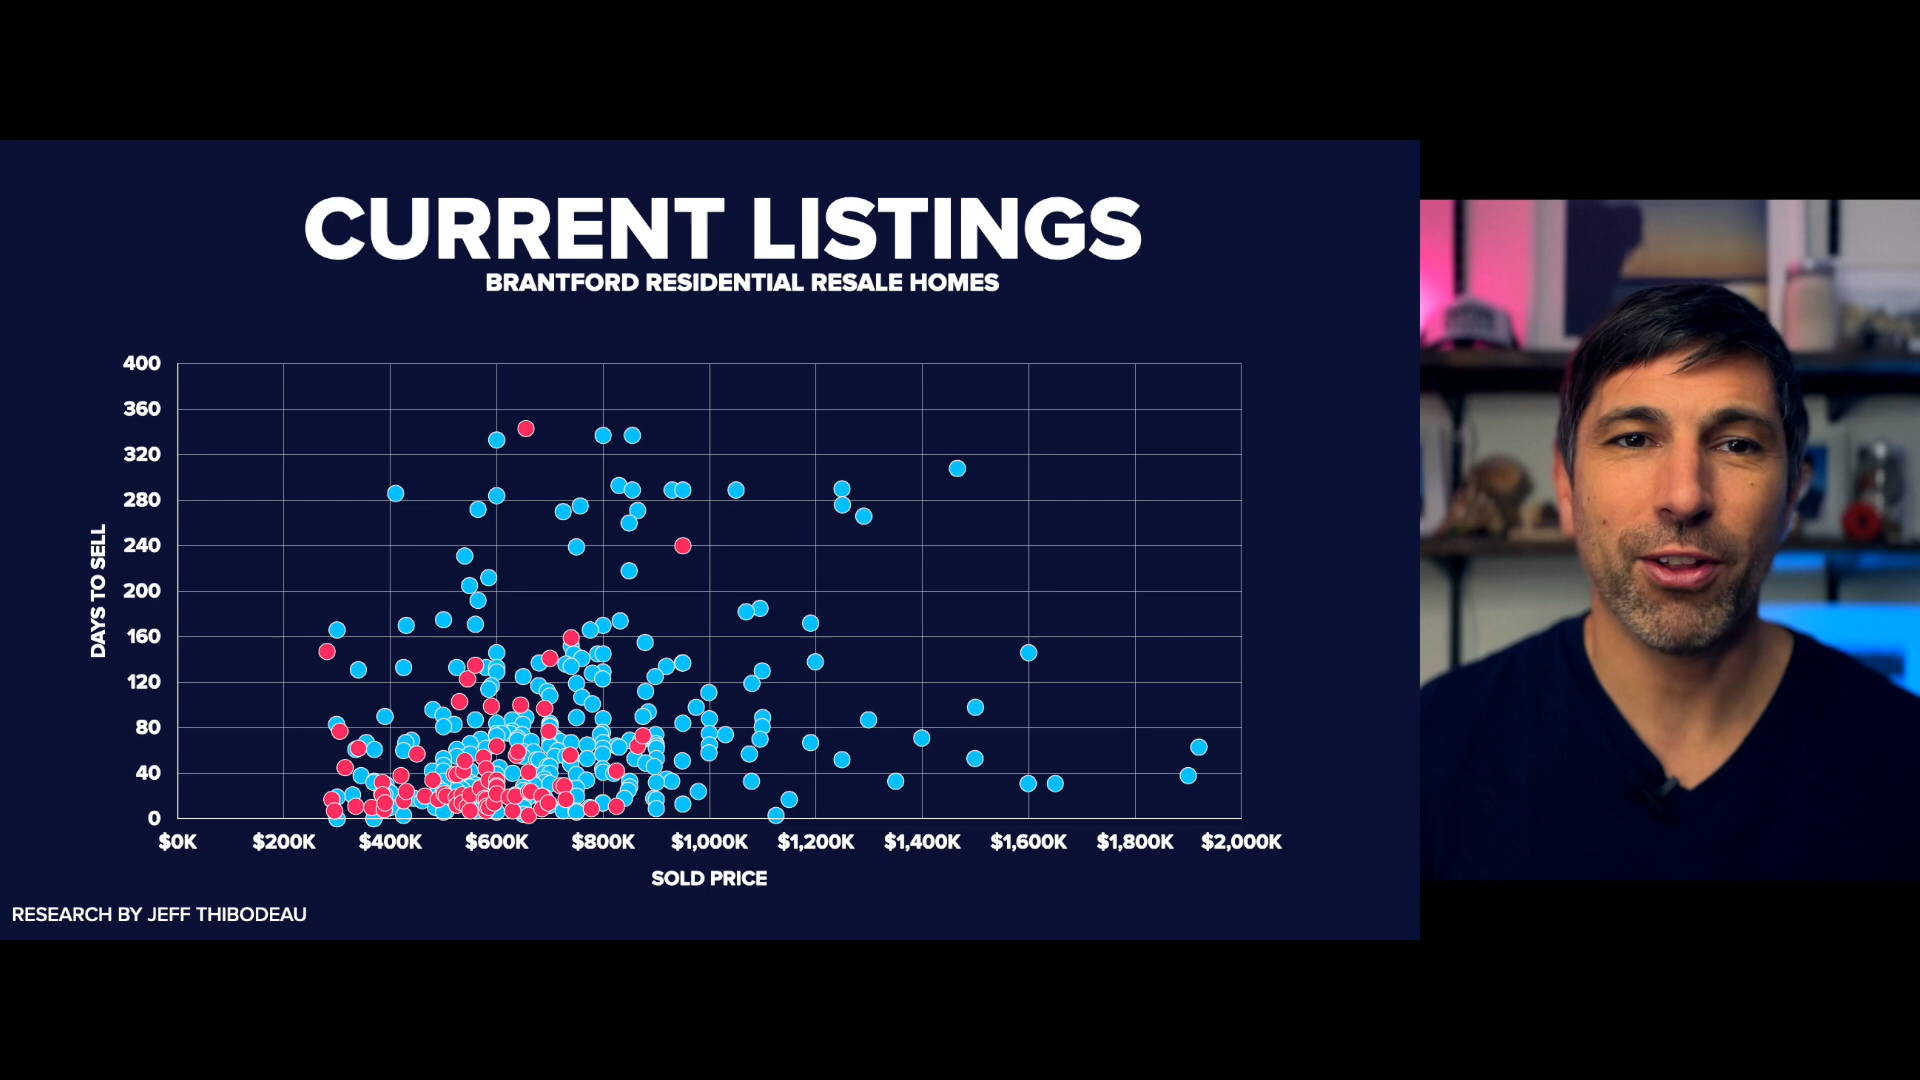 CURRENT LISTINGS
BRANTFORD RESIDENTIAL RESALE HOMES
400
360
320
280
240
200
160
120
80
40
0
DAYS TO SELL
$0K $200K $400K $600K $800K $1,000K $1,200K $1,400K $1,600K $1,800K $2,000K
SOLD PRICE
RESEARCH BY JEFF THIBODEAU